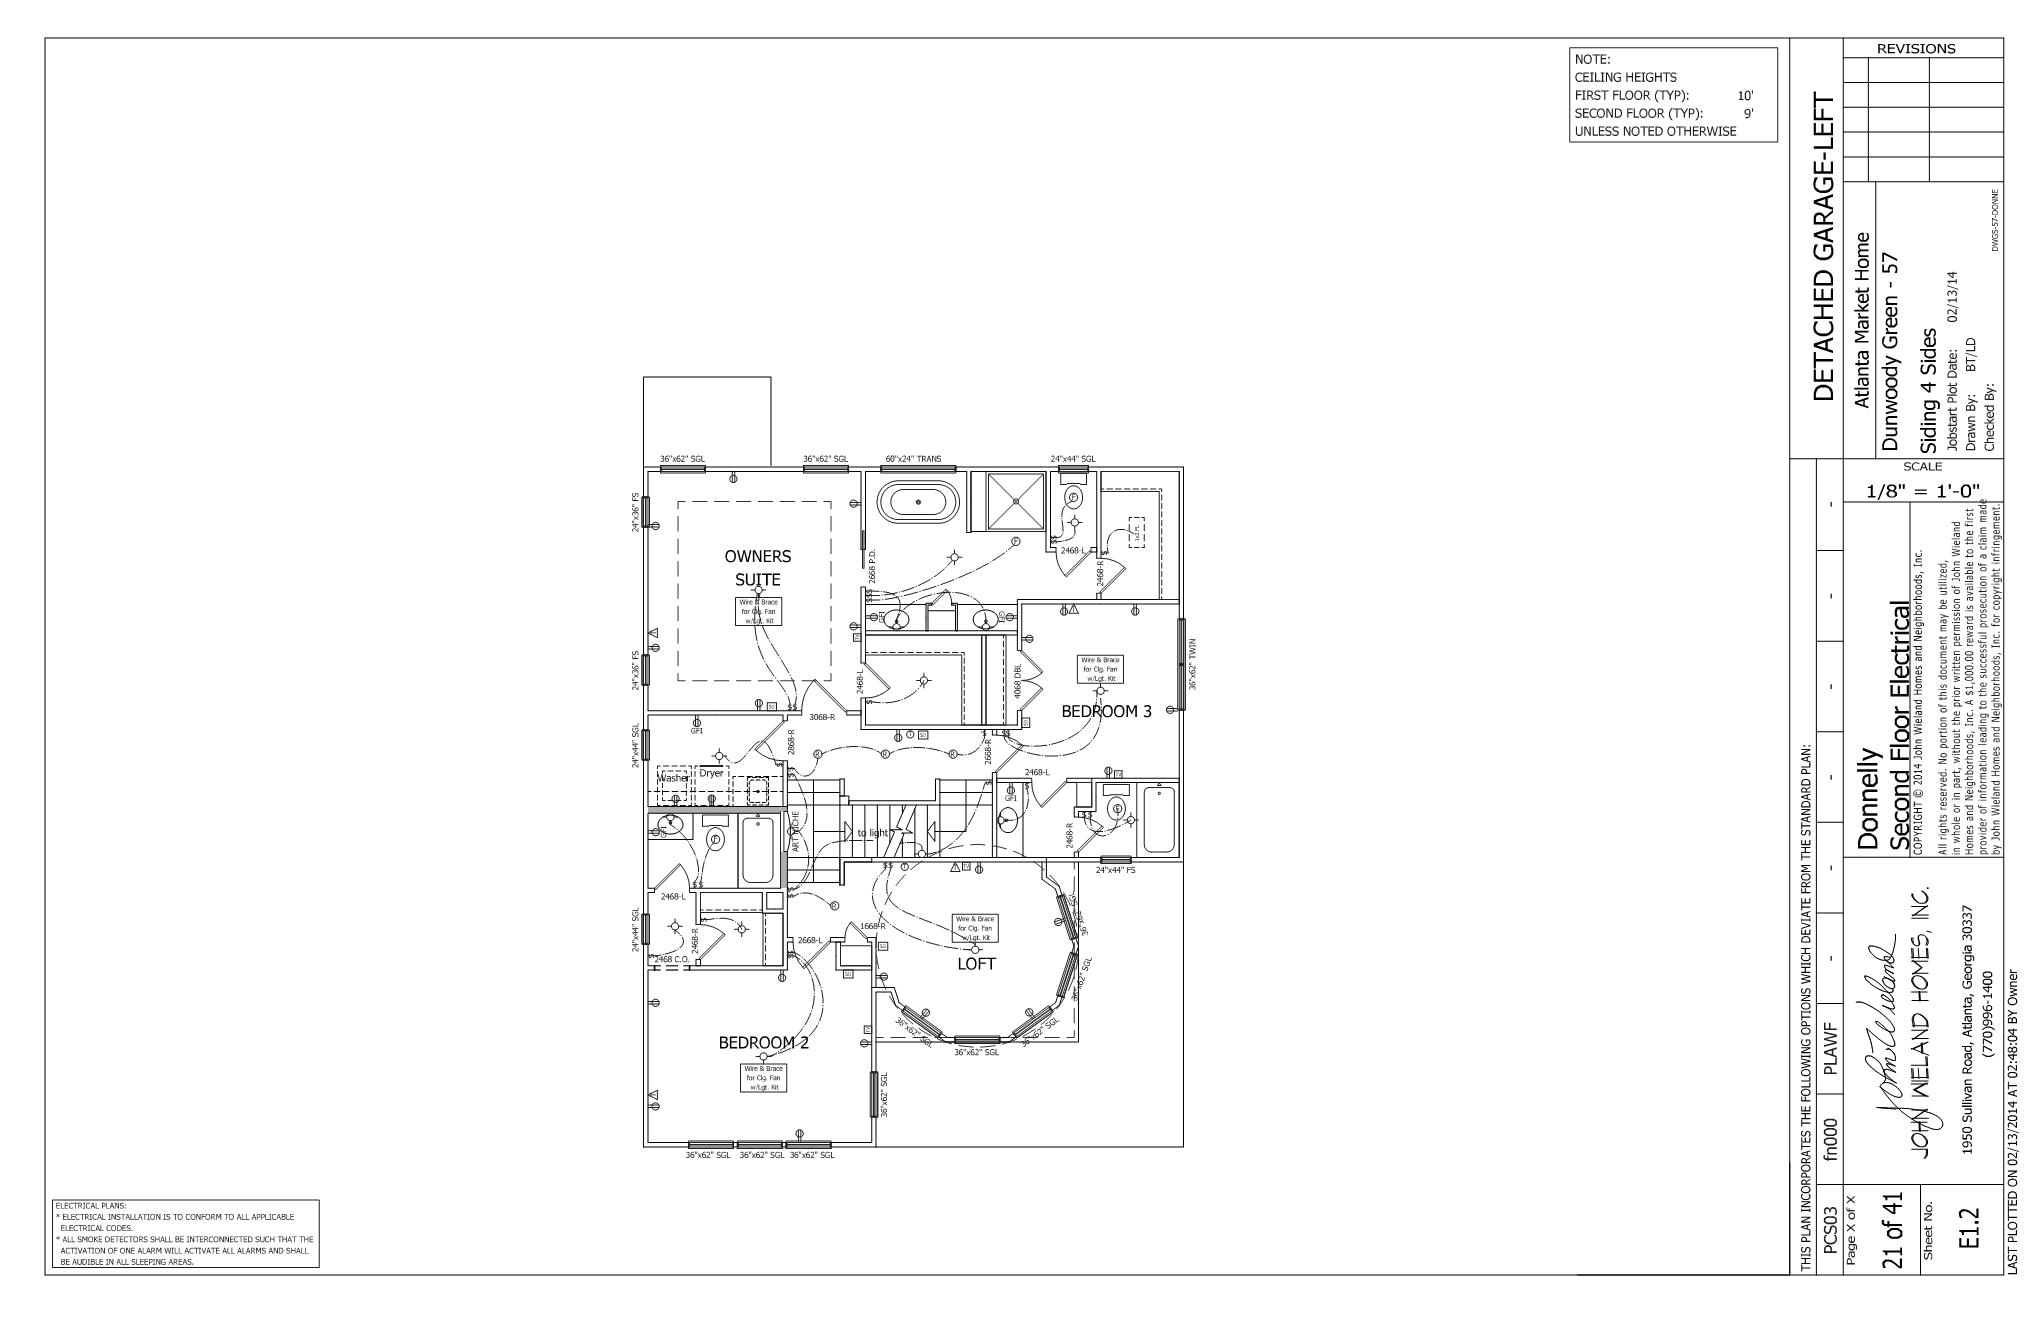 NOTE:
CEILING HEIGHTS
FIRST FLOOR (TYP): 10'
SECOND FLOOR (TYP): 9'
UNLESS NOTED OTHERWISE
36"x62" SGL
36"x62" SGL
60"x24" TRANS
24"x44" SGL
24"x36" FS
OWNERS
SUITE
Wire & Brace
for Clg. Fan
w/Lgt. Kit
2668 P.D.
2468-L
2468-R
GFI
GFI
24"x36" FS
2468-L
4068 DBL
36"x62" TWIN
Wire & Brace
for Clg. Fan
w/Lgt. Kit
BEDROOM 3
3068-R
GFI
24"x44" SGL
2868-R
2668-R
2468-L
Washer
Dryer
GFI
GFI
ART NICHE
to light
2468-R
24"x44" FS
2468-L
24"x44" SGL
2468-R
2468 C.O.
2668-L
1668-R
Wire & Brace
for Clg. Fan
w/Lgt. Kit
LOFT
36"x62" SGL
36"x62" SGL
36"x62" SGL
36"x62" SGL
36"x62" SGL
BEDROOM 2
Wire & Brace
for Clg. Fan
w/Lgt. Kit
36"x62" SGL
36"x62" SGL
36"x62" SGL
36"x62" SGL
ELECTRICAL PLANS:
* ELECTRICAL INSTALLATION IS TO CONFORM TO ALL APPLICABLE
ELECTRICAL CODES.
* ALL SMOKE DETECTORS SHALL BE INTERCONNECTED SUCH THAT THE
ACTIVATION OF ONE ALARM WILL ACTIVATE ALL ALARMS AND SHALL
BE AUDIBLE IN ALL SLEEPING AREAS.
REVISIONS
DETACHED GARAGE-LEFT
Atlanta Market Home
Dunwoody Green - 57
Siding 4 Sides
Jobstart Plot Date: 02/13/14
Drawn By: BT/LD
Checked By:
DWGS-57-DONNE
SCALE
1/8" = 1'-0"
Donnelly
Second Floor Electrical
COPYRIGHT © 2014 John Wieland Homes and Neighborhoods, Inc.
All rights reserved. No portion of this document may be utilized,
in whole or in part, without the prior written permission of John Wieland
Homes and Neighborhoods, Inc. A $1,000.00 reward is available to the first
provider of information leading to the successful prosecution of a claim made
by John Wieland Homes and Neighborhoods, Inc. for copyright infringement.
John Wieland
JOHN WIELAND HOMES, INC.
1950 Sullivan Road, Atlanta, Georgia 30337
(770)996-1400
THIS PLAN INCORPORATES THE FOLLOWING OPTIONS WHICH DEVIATE FROM THE STANDARD PLAN:
PCS03 fn000 PLAWF - - - - - -
Page X of X
21 of 41
Sheet No.
E1.2
LAST PLOTTED ON 02/13/2014 AT 02:48:04 BY Owner